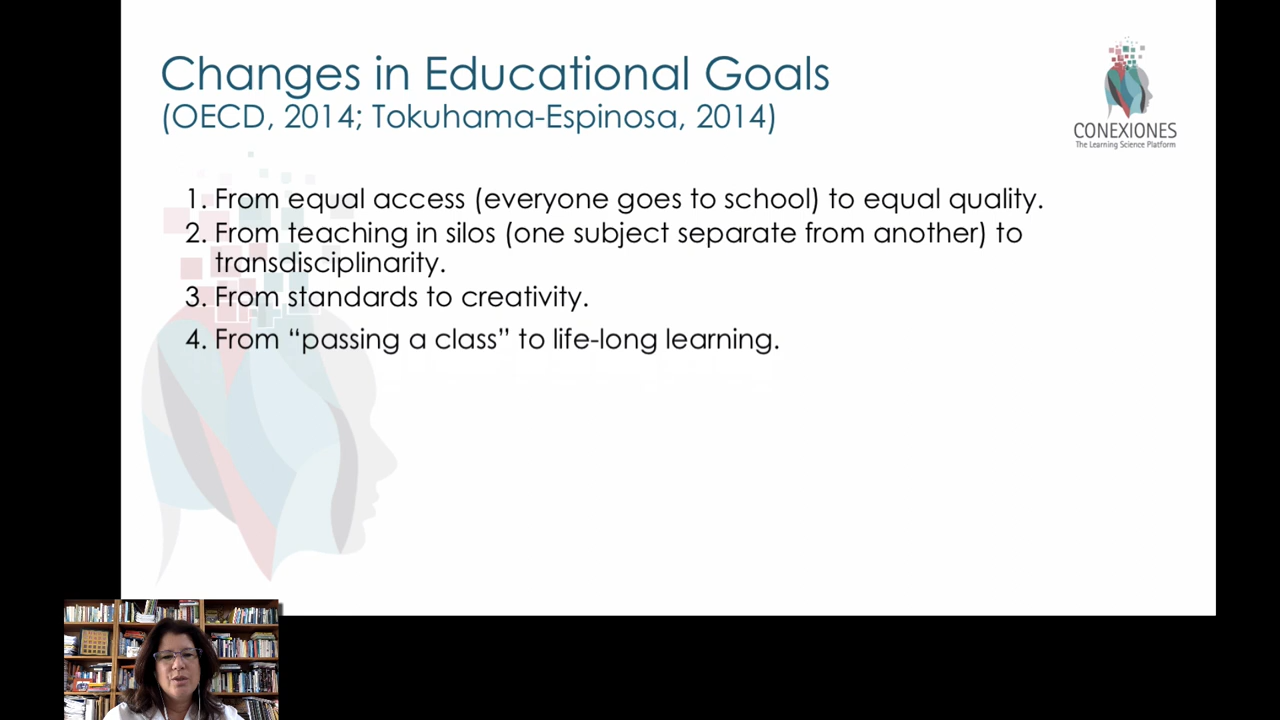 Changes in Educational Goals
(OECD, 2014; Tokuhama-Espinosa, 2014)
CONEXIONES
The Learning Science Platform
1. From equal access (everyone goes to school) to equal quality.
2. From teaching in silos (one subject separate from another) to
transdisciplinarity.
3. From standards to creativity.
4. From “passing a class” to life-long learning.